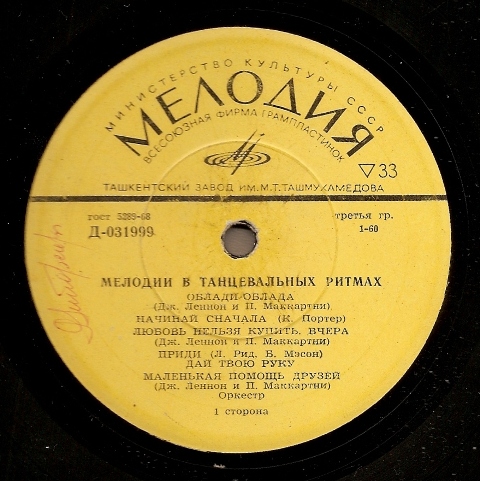 МИНИСТЕРСТВО КУЛЬТУРЫ СССР
МЕЛОДИЯ
ВСЕСОЮЗНАЯ ФИРМА ГРАМПЛАСТИНОК
▽33
ТАШКЕНТСКИЙ ЗАВОД ИМ. М.Т. ТАШМУХАМЕДОВА
гост 5289-68
третья гр.
Д-031999
1-60
МЕЛОДИИ В ТАНЦЕВАЛЬНЫХ РИТМАХ
ОБЛАДИ-ОБЛАДА
(Дж. Леннон и П. Маккартни)
НАЧИНАЙ СНАЧАЛА (К. Портер)
ЛЮБОВЬ НЕЛЬЗЯ КУПИТЬ, ВЧЕРА
(Дж. Леннон и П. Маккартни)
ПРИДИ (Л. Рид, Б. Мэсон)
ДАЙ ТВОЮ РУКУ
МАЛЕНЬКАЯ ПОМОЩЬ ДРУЗЕЙ
(Дж. Леннон и П. Маккартни)
Оркестр
1 сторона